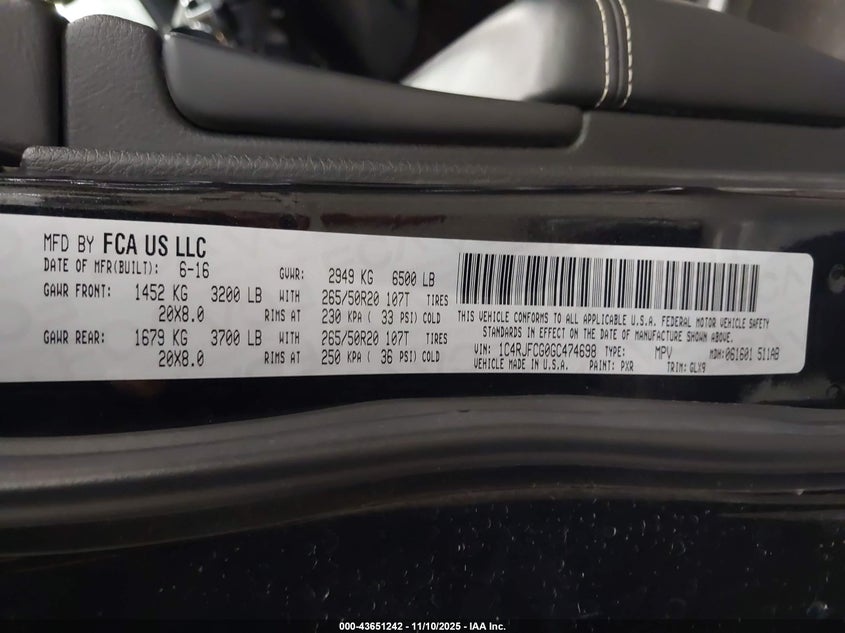 MFD BY FCA US LLC
DATE OF MFR(BUILT): 6-16 GVWR: 2949 KG 6500 LB
GAWR FRONT: 1452 KG 3200 LB WITH 265/50R20 107T TIRES
20X8.0 RIMS AT 230 KPA ( 33 PSI) COLD
GAWR REAR: 1679 KG 3700 LB WITH 265/50R20 107T TIRES
20X8.0 RIMS AT 250 KPA ( 36 PSI) COLD
THIS VEHICLE CONFORMS TO ALL APPLICABLE U.S.A. FEDERAL MOTOR VEHICLE SAFETY
STANDARDS IN EFFECT ON THE DATE OF MANUFACTURE SHOWN ABOVE.
VIN: 1C4RJFCG0GC474698 TYPE: MPV MDH: 061601 511AB
VEHICLE MADE IN U.S.A. PAINT: PXR TRIM: GLX9
000-43651242 - 11/10/2025 - IAA Inc.